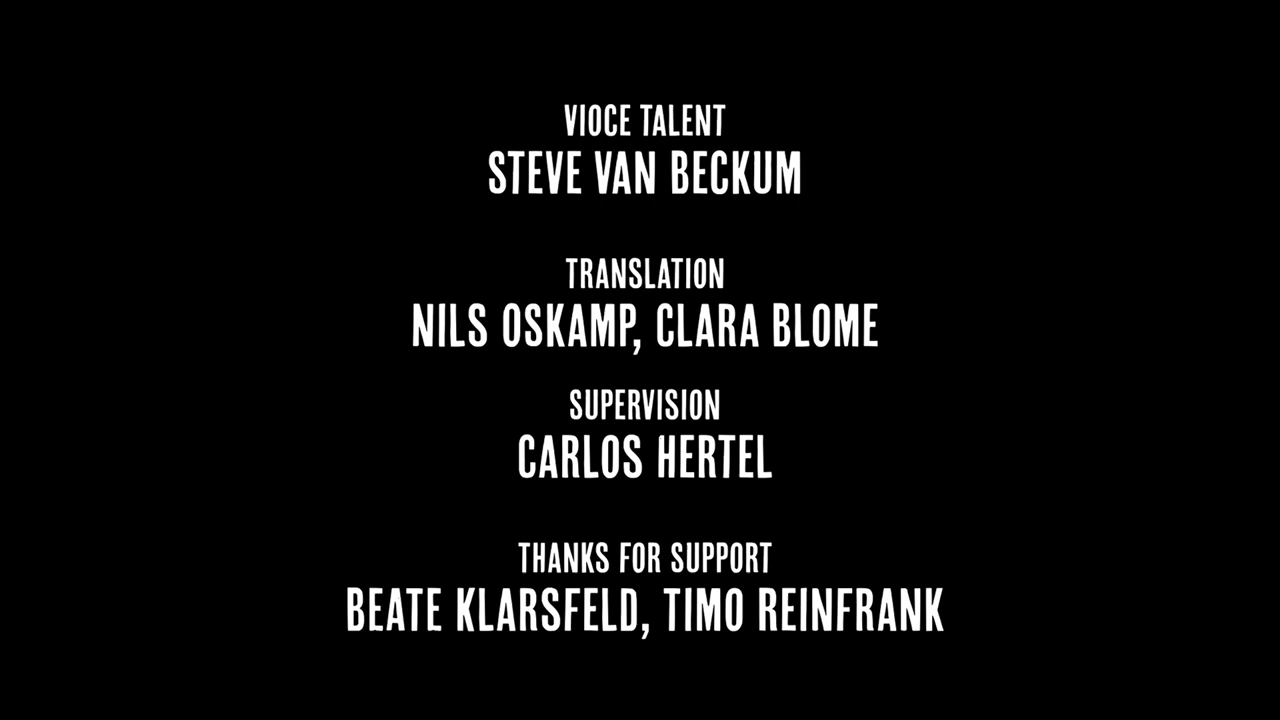 VIOCE TALENT
STEVE VAN BECKUM
TRANSLATION
NILS OSKAMP, CLARA BLOME
SUPERVISION
CARLOS HERTEL
THANKS FOR SUPPORT
BEATE KLARSFELD, TIMO REINFRANK